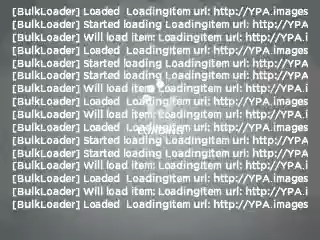 [BulkLoader] Loaded  LoadingItem url: http://YPA.images
[BulkLoader] Started loading LoadingItem url: http://YPA
[BulkLoader] Will load item: LoadingItem url: http://YPA.i
[BulkLoader] Loaded  LoadingItem url: http://YPA.images
[BulkLoader] Started loading LoadingItem url: http://YPA
[BulkLoader] Started loading LoadingItem url: http://YPA
[BulkLoader] Will load item: LoadingItem url: http://YPA.i
[BulkLoader] Loaded  LoadingItem url: http://YPA.images
[BulkLoader] Will load item: LoadingItem url: http://YPA.i
[BulkLoader] Loaded  LoadingItem url: http://YPA.images
LOADING
[BulkLoader] Started loading LoadingItem url: http://YPA
[BulkLoader] Started loading LoadingItem url: http://YPA
[BulkLoader] Will load item: LoadingItem url: http://YPA.i
[BulkLoader] Loaded  LoadingItem url: http://YPA.images
[BulkLoader] Will load item: LoadingItem url: http://YPA.i
[BulkLoader] Loaded  LoadingItem url: http://YPA.images